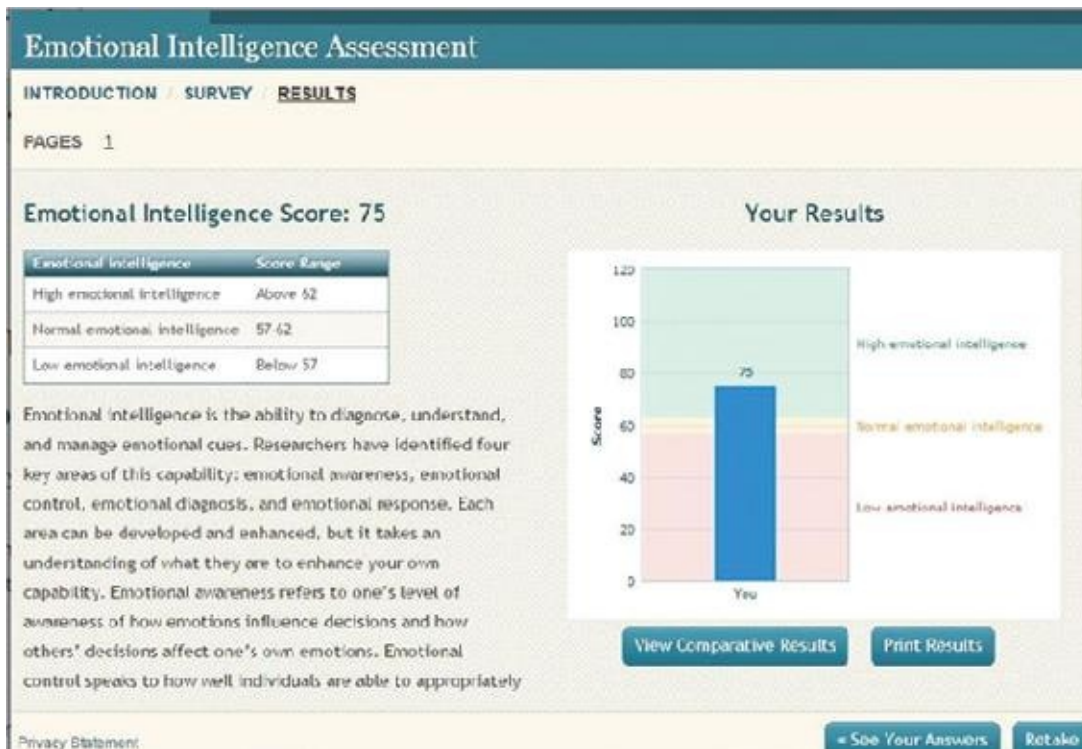 Emotional Intelligence Assessment
INTRODUCTION / SURVEY / RESULTS
PAGES 1
Emotional Intelligence Score: 75
Emotional Intelligence Score Range
High emotional intelligence Above 62
Normal emotional intelligence 57-62
Low emotional intelligence Below 57
Emotional intelligence is the ability to diagnose, understand,
and manage emotional cues. Researchers have identified four
key areas of this capability: emotional awareness, emotional
control, emotional diagnosis, and emotional response. Each
area can be developed and enhanced, but it takes an
understanding of what they are to enhance your own
capability. Emotional awareness refers to one's level of
awareness of how emotions influence decisions and how
others' decisions affect one's own emotions. Emotional
control speaks to how well individuals are able to appropriately
Your Results
120
100
80
60
40
20
0
Score
75
You
High emotional intelligence
Normal emotional intelligence
Low emotional intelligence
View Comparative Results
Print Results
Privacy Statement
« See Your Answers
Retake